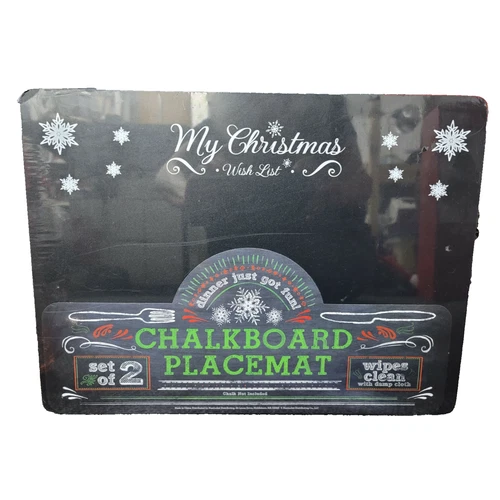 My Christmas
Wish List
dinner just got fun!
CHALKBOARD
PLACEMAT
set
of 2
wipes
clean
with damp cloth
Chalk Not Included